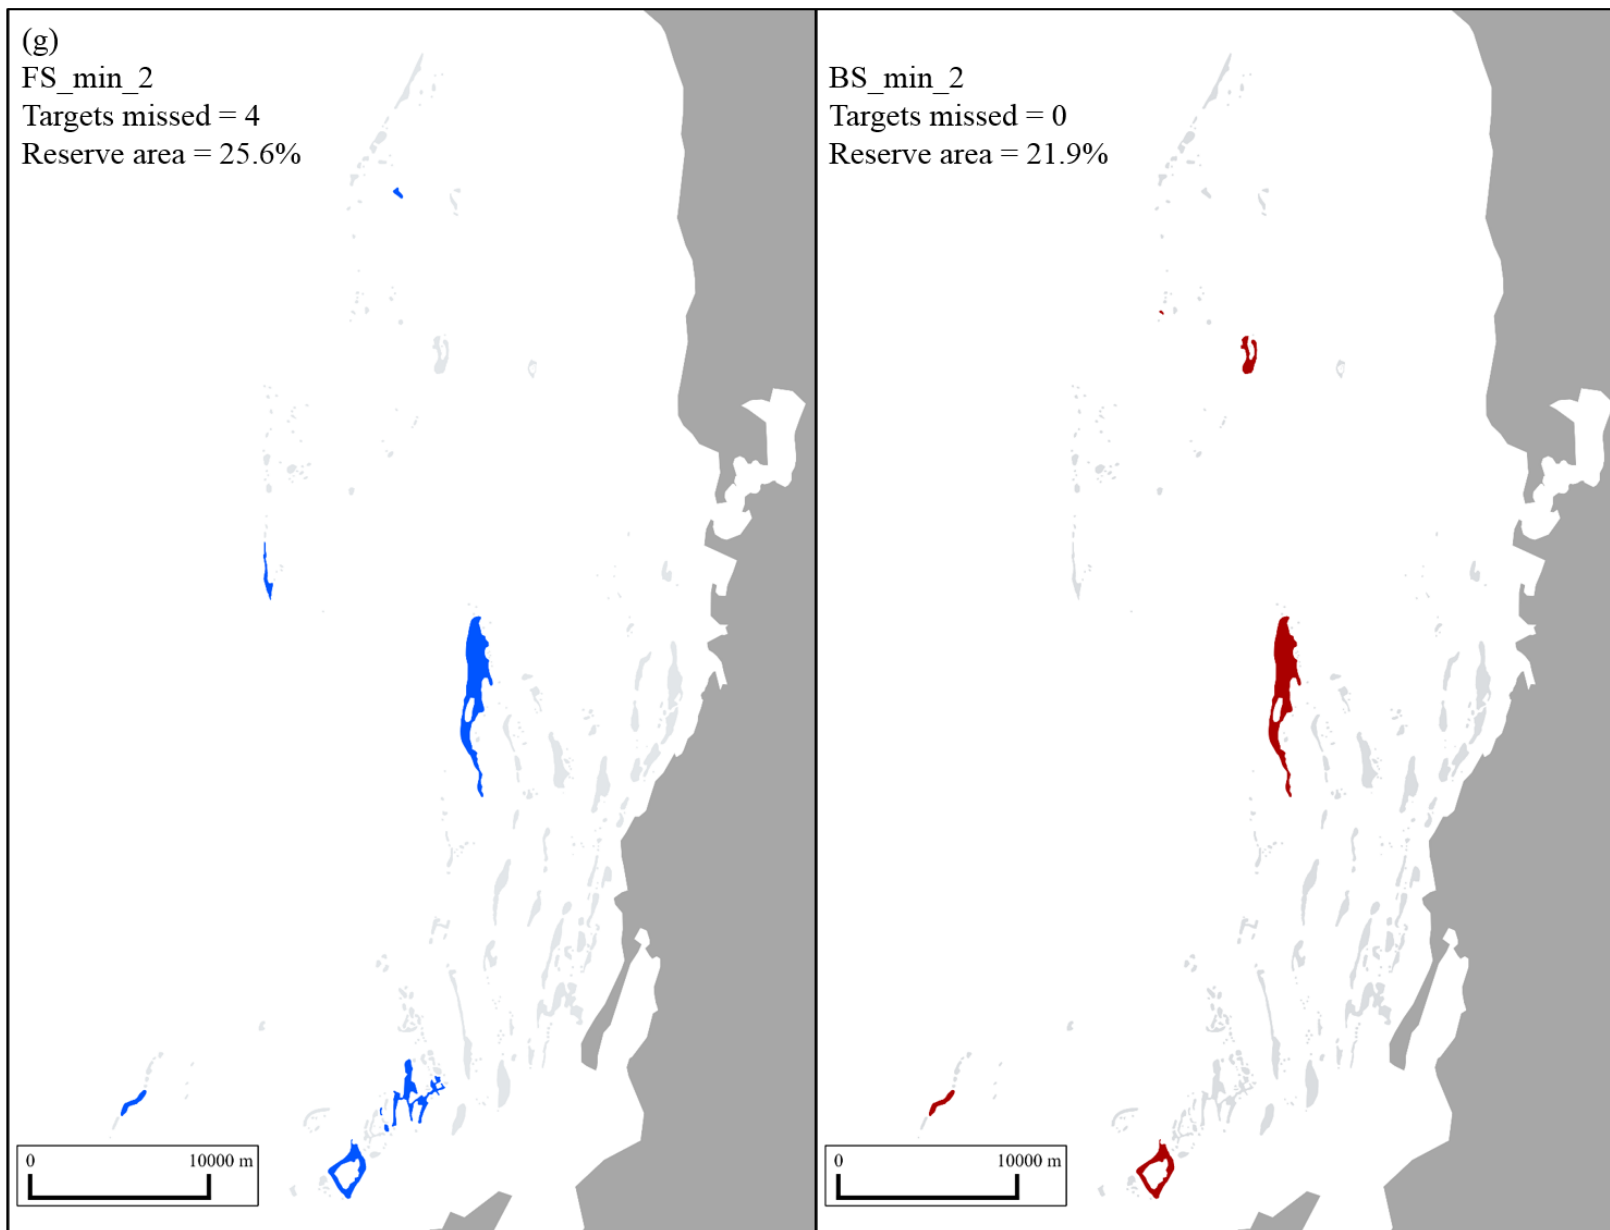 (g)
FS_min_2
Targets missed = 4
Reserve area = 25.6%
BS_min_2
Targets missed = 0
Reserve area = 21.9%
0 10000 m
0 10000 m